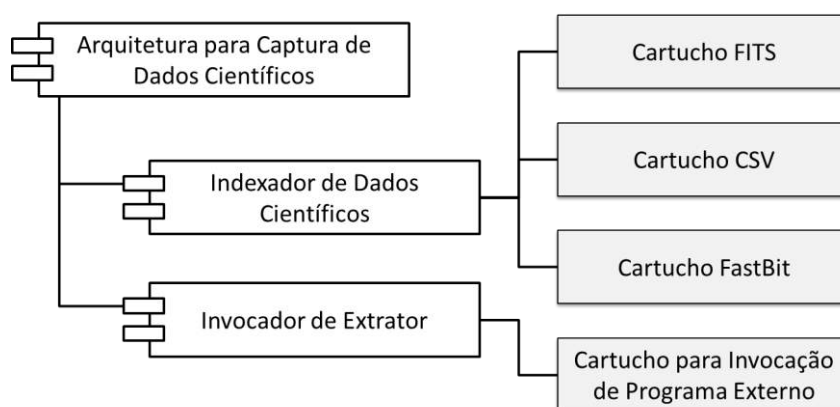 Arquitetura para Captura de
Dados Científicos
Cartucho FITS
Cartucho CSV
Indexador de Dados
Científicos
Cartucho FastBit
Invocador de Extrator
Cartucho para Invocação
de Programa Externo